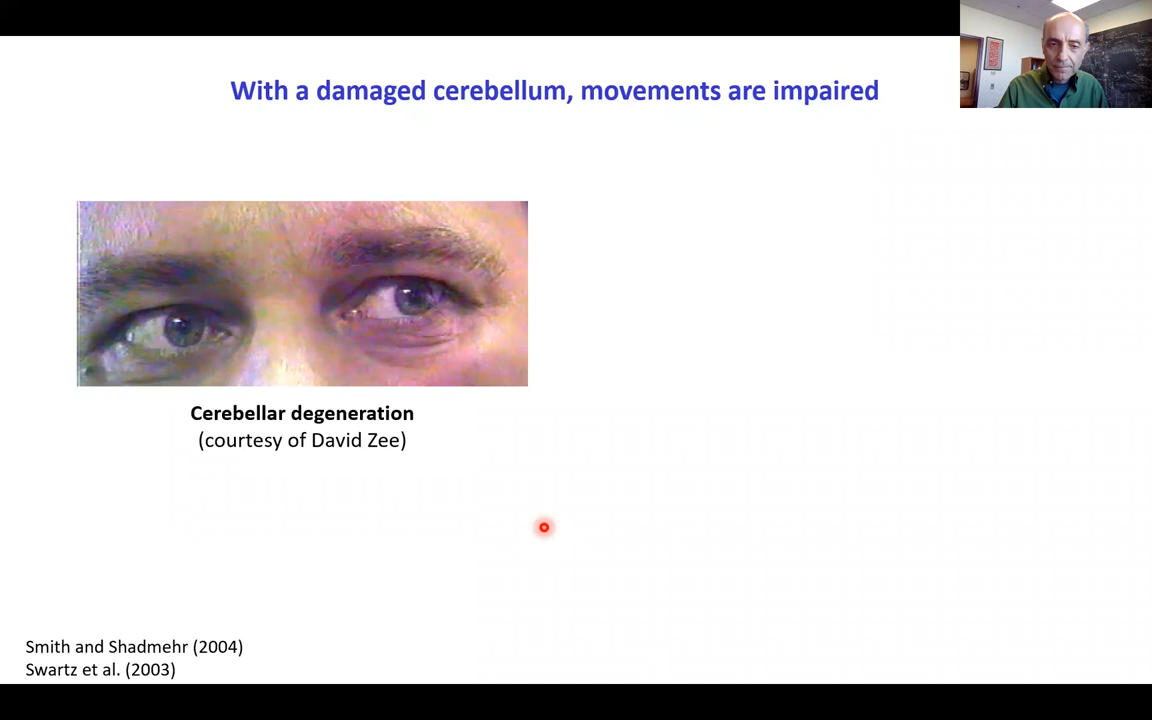 With a damaged cerebellum, movements are impaired
Cerebellar degeneration
(courtesy of David Zee)
Smith and Shadmehr (2004)
Swartz et al. (2003)